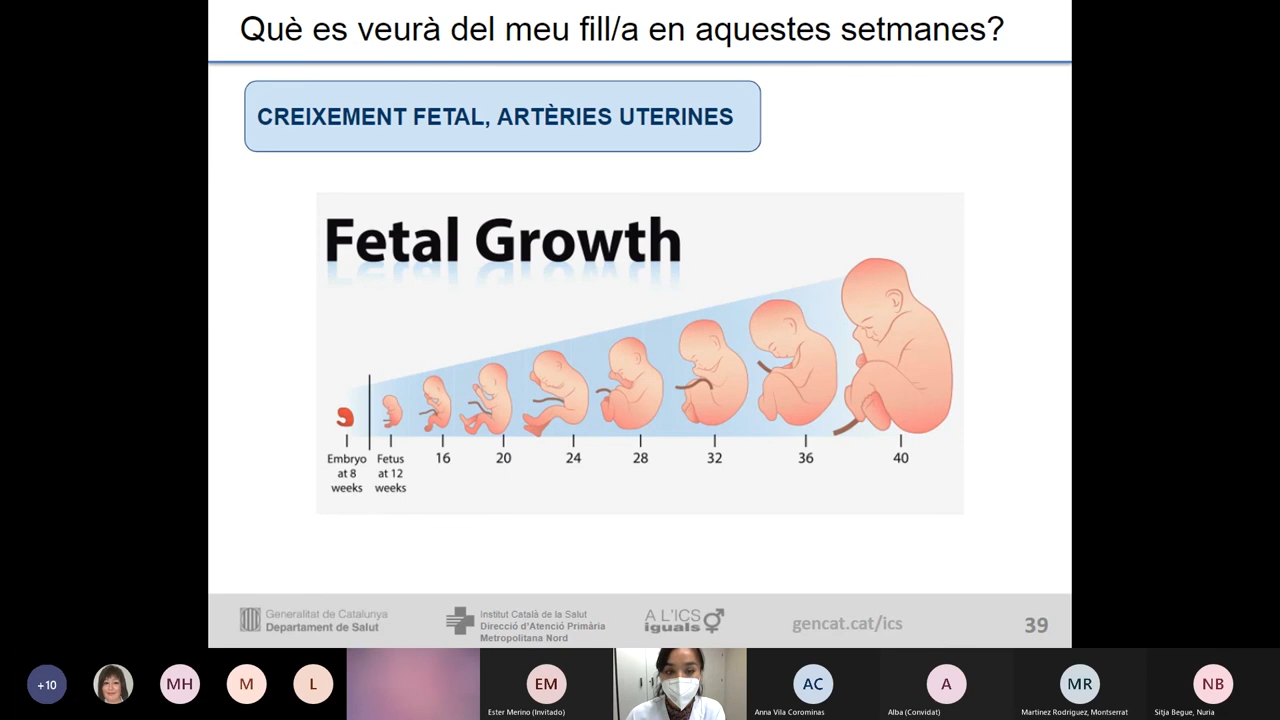 Què es veurà del meu fill/a en aquestes setmanes?
CREIXEMENT FETAL, ARTÈRIES UTERINES
Fetal Growth
Embryo at 8 weeks
Fetus at 12 weeks
16
20
24
28
32
36
40
Generalitat de Catalunya
Departament de Salut
Institut Català de la Salut
Direcció d'Atenció Primària
Metropolitana Nord
A L'ICS
iguals
gencat.cat/ics
39
+10
MH
M
L
EM
Ester Merino (Invitado)
AC
Anna Vila Corominas
A
Alba (Convidat)
MR
Martinez Rodriguez, Montserrat
NB
Sitja Begue, Nuria